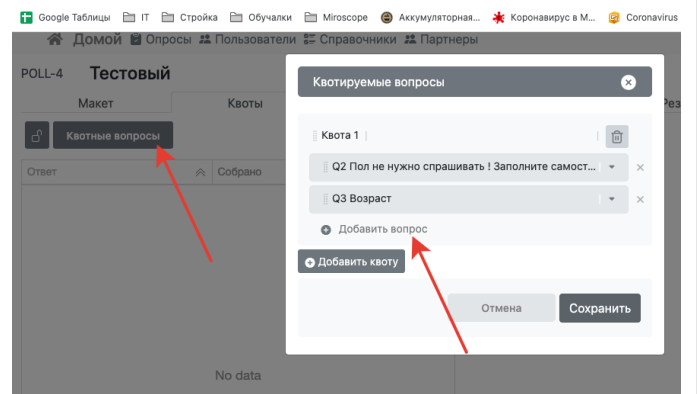 Google Таблицы IT Стройка Обучалки Miroscope Аккумуляторная... Коронавирус в М... Coronavirus
Домой Опросы Пользователи Справочники Партнеры
POLL-4 Тестовый
Макет Квоты Рез
Квотные вопросы
Ответ Собрано
No data
Квотируемые вопросы
Квота 1
Q2 Пол не нужно спрашивать ! Заполните самост...
Q3 Возраст
Добавить вопрос
Добавить квоту
Отмена Сохранить